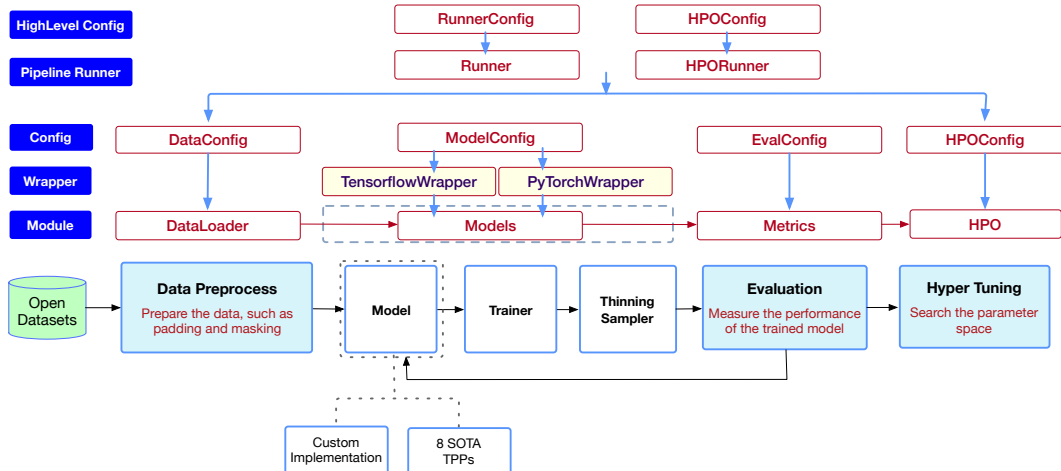 HighLevel Config
RunnerConfig
HPOConfig
Pipeline Runner
Runner
HPORunner
Config
DataConfig
ModelConfig
EvalConfig
HPOConfig
Wrapper
TensorflowWrapper
PyTorchWrapper
Module
DataLoader
Models
Metrics
HPO
Open
Datasets
Data Preprocess
Prepare the data, such as
padding and masking
Model
Trainer
Thinning
Sampler
Evaluation
Measure the performance
of the trained model
Hyper Tuning
Search the parameter
space
Custom
Implementation
8 SOTA
TPPs